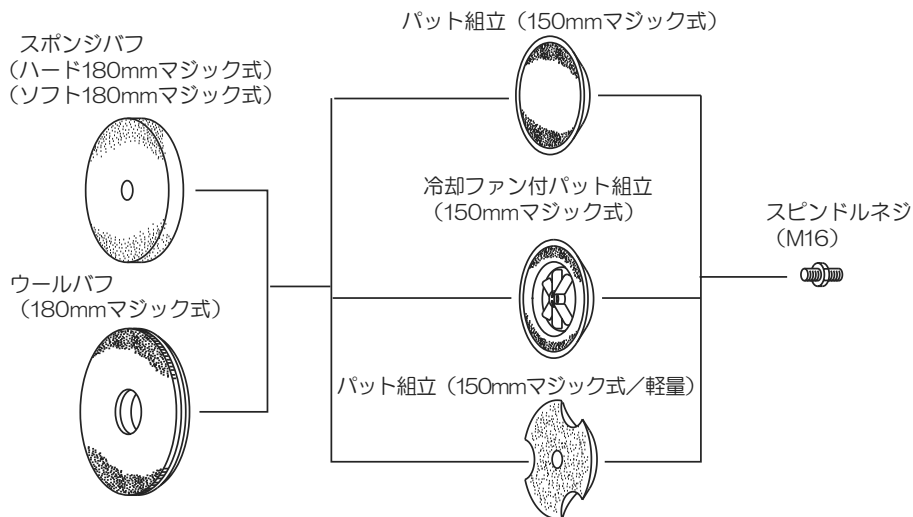 スポンジバフ
（ハード180mmマジック式）
（ソフト180mmマジック式）
ウールバフ
（180mmマジック式）
パット組立（150mmマジック式）
冷却ファン付パット組立
（150mmマジック式）
パット組立（150mmマジック式／軽量）
スピンドルネジ
（M16）